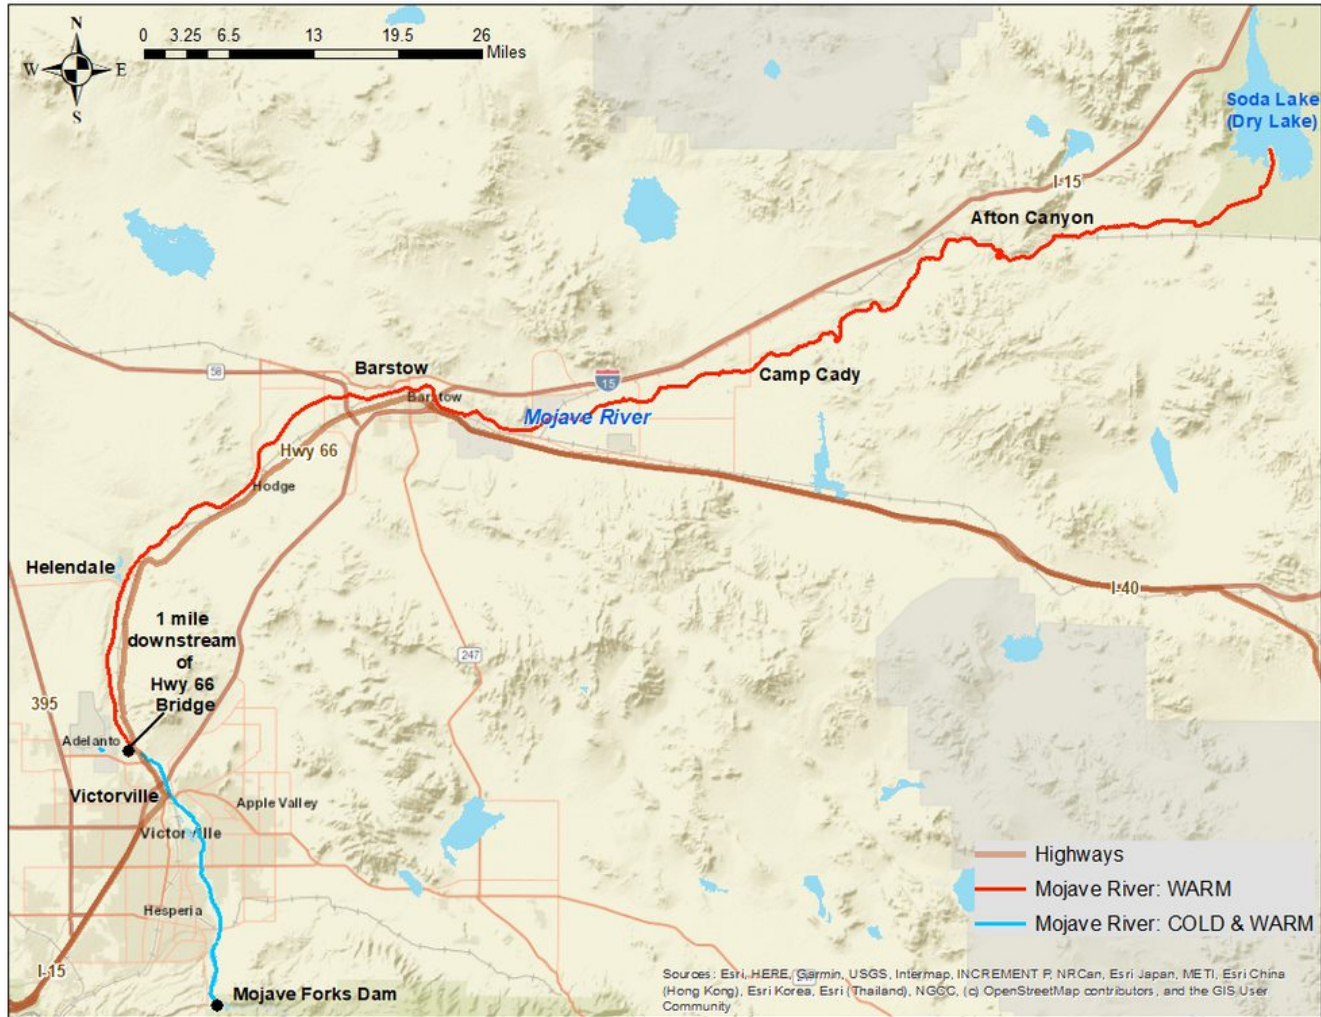 N
W E
S
0 3.25 6.5 13 19.5 26
Miles
Soda Lake
(Dry Lake)
I-15
Afton Canyon
58
Barstow
15
Camp Cady
Barstow
Mojave River
Hwy 66
Hodge
Helendale
I-40
1 mile
downstream
of
Hwy 66
Bridge
247
395
Adelanto
Victorville
Apple Valley
Victorville
Highways
Mojave River: WARM
Hesperia
Mojave River: COLD & WARM
I-15
Mojave Forks Dam
Sources: Esri, HERE, Garmin, USGS, Intermap, INCREMENT P, NRCan, Esri Japan, METI, Esri China
(Hong Kong), Esri Korea, Esri (Thailand), NGCC, (c) OpenStreetMap contributors, and the GIS User
Community